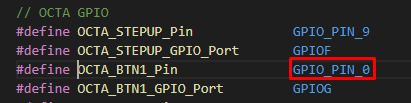 // OCTA GPIO
#define OCTA_STEPUP_Pin GPIO_PIN_9
#define OCTA_STEPUP_GPIO_Port GPIOF
#define OCTA_BTN1_Pin GPIO_PIN_0
#define OCTA_BTN1_GPIO_Port GPIOG